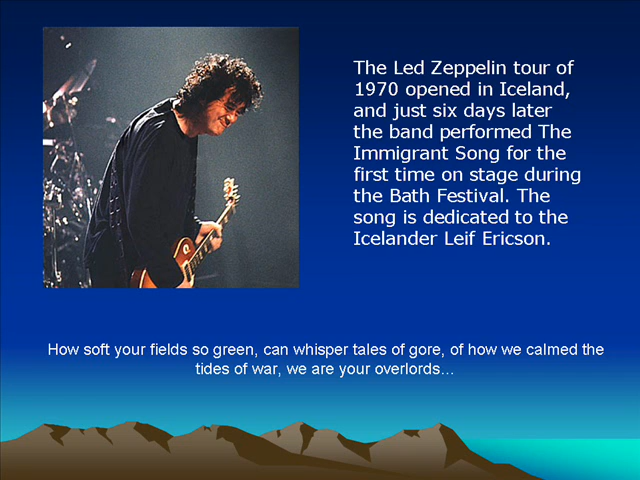 The Led Zeppelin tour of
1970 opened in Iceland,
and just six days later
the band performed The
Immigrant Song for the
first time on stage during
the Bath Festival. The
song is dedicated to the
Icelander Leif Ericson.
How soft your fields so green, can whisper tales of gore, of how we calmed the
tides of war, we are your overlords…